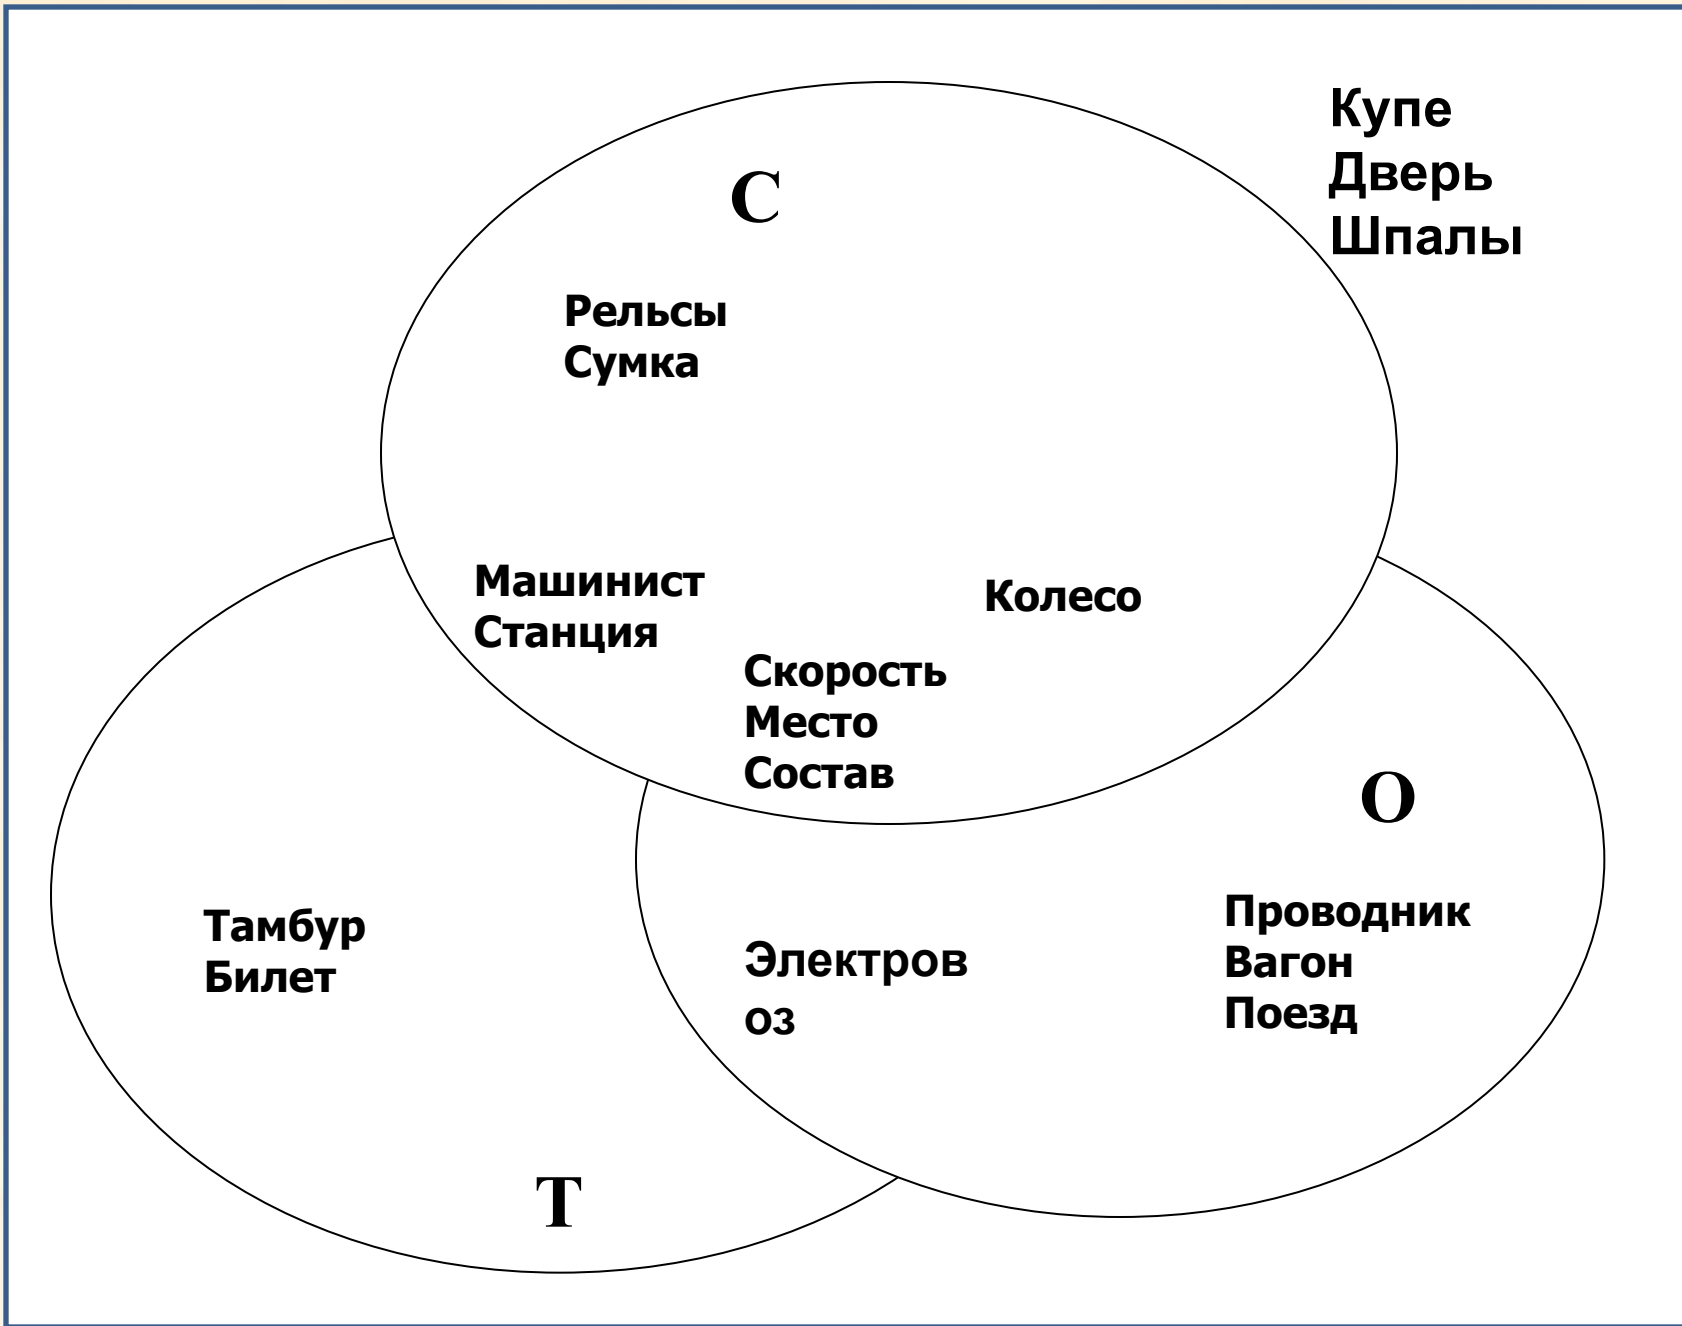 Купе
Дверь
Шпалы
С
Рельсы
Сумка
Машинист
Станция
Колесо
Скорость
Место
Состав
О
Тамбур
Билет
Электров
оз
Проводник
Вагон
Поезд
Т